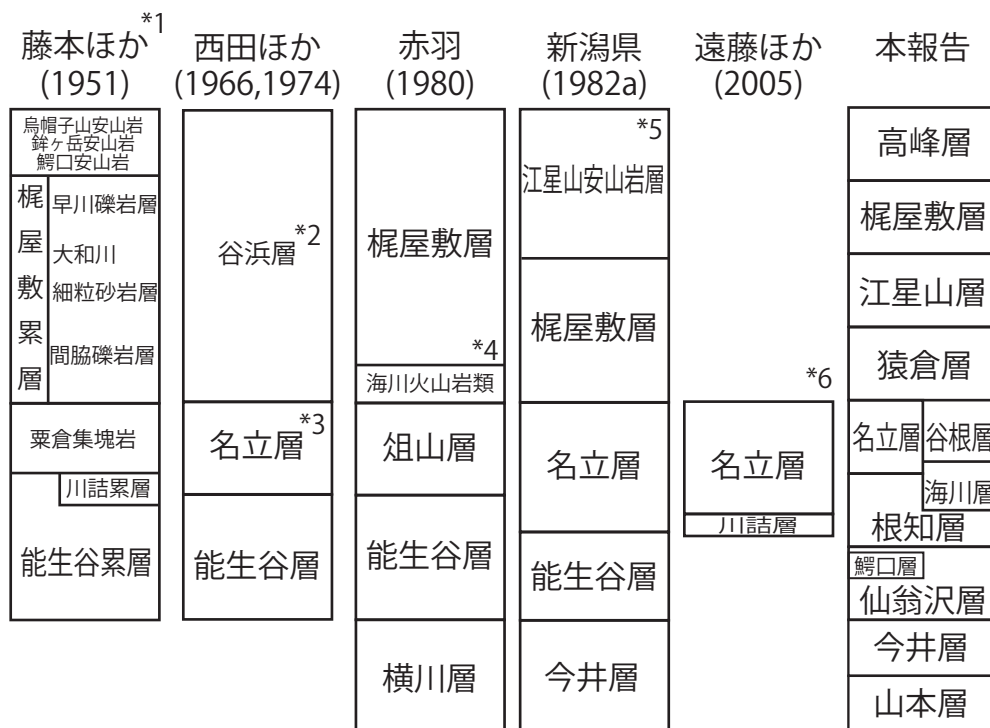 藤本ほか*1
(1951)
西田ほか
(1966,1974)
赤羽
(1980)
新潟県
(1982a)
遠藤ほか
(2005)
本報告
烏帽子山安山岩
鉾ヶ岳安山岩
鰐口安山岩
梶屋敷累層
早川礫岩層
大和川
細粒砂岩層
間脇礫岩層
粟倉集塊岩
川詰累層
能生谷累層
谷浜層*2
名立層*3
能生谷層
梶屋敷層
*4
海川火山岩類
俎山層
能生谷層
横川層
*5
江星山安山岩層
梶屋敷層
名立層
能生谷層
今井層
*6
名立層
川詰層
高峰層
梶屋敷層
江星山層
猿倉層
名立層
谷根層
海川層
根知層
鰐口層
仙翁沢層
今井層
山本層